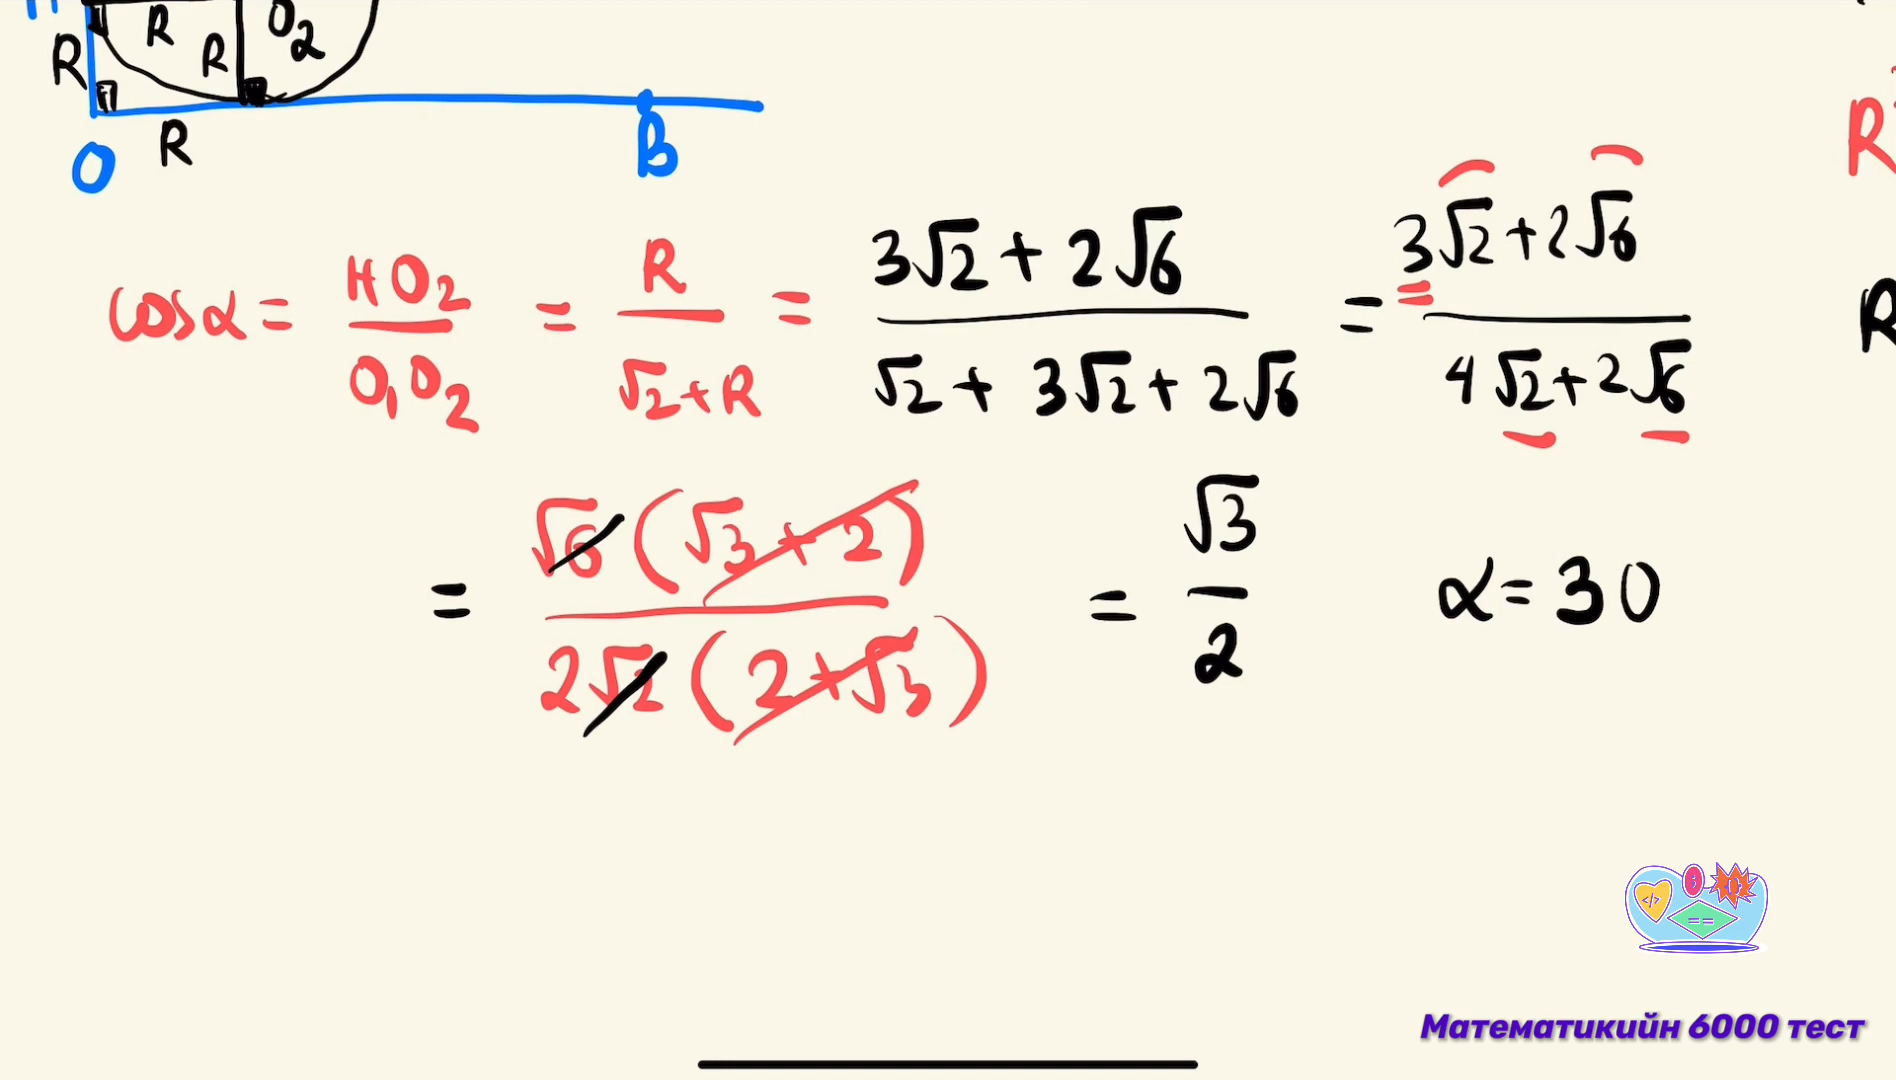 R R R O₂
O R B
R
cosα = HO₂/O₁O₂ = R/(√2+R) = (3√2 + 2√6)/(√2 + 3√2 + 2√6) = (3√2+2√6)/(4√2+2√6)
R
= √6(√3+2)/2√2(2+√3) = √3/2 α=30
</> ==
Математикийн 6000 тест